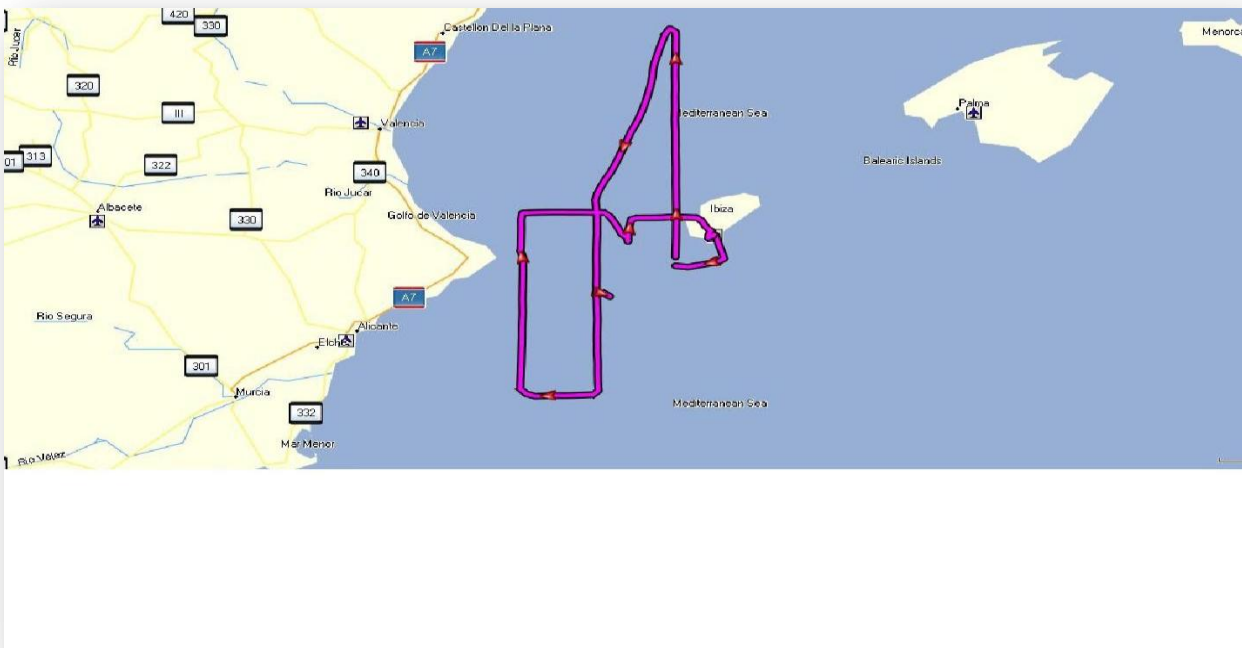 420
330
Castellon Del la Plana
Menorca
Rio Jucar
A7
320
III
Mediterranean Sea
Palma
Valencia
01
313
322
340
Balearic Islands
Rio Jucar
Albacete
330
Golfo de Valencia
Ibiza
A7
Rio Segura
Alicante
Elche
301
Murcia
332
Mediterranean Sea
Mar Menor
Rio Velez